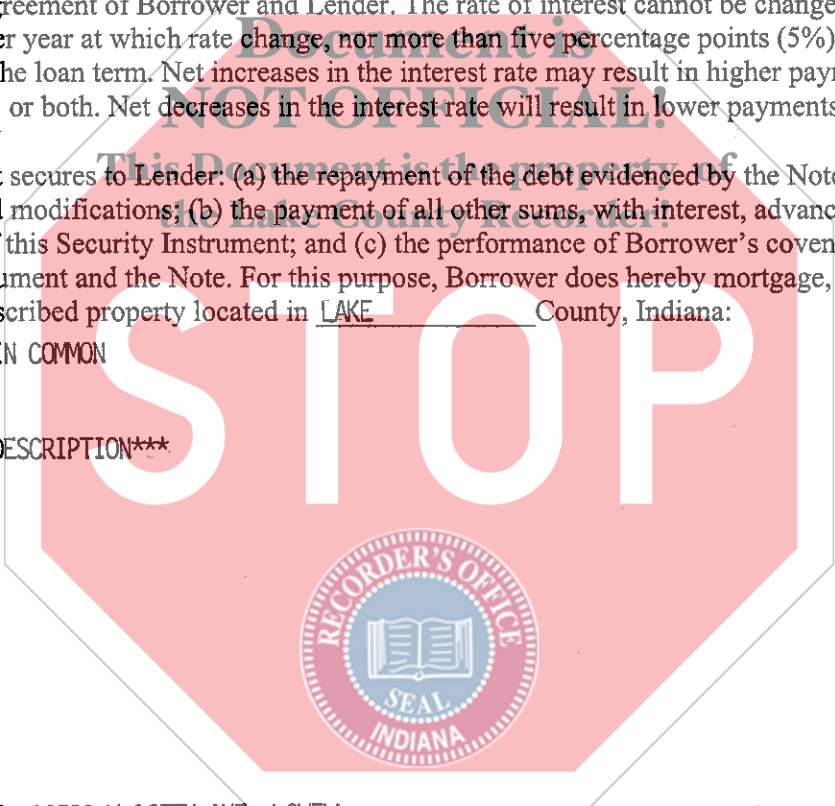 greement of Borrower and Lender. The rate of interest cannot be change
er year at which rate change, nor more than five percentage points (5%)
he loan term. Net increases in the interest rate may result in higher payr
or both. Net decreases in the interest rate will result in lower payments
Document is
NOT OFFICIAL!
This Document is the property of
the Lake County Recorder!
t secures to Lender: (a) the repayment of the debt evidenced by the Note
d modifications; (b) the payment of all other sums, with interest, advanc
f this Security Instrument; and (c) the performance of Borrower's coven
ument and the Note. For this purpose, Borrower does hereby mortgage,
scribed property located in LAKE County, Indiana:
IN COMMON
STOP
DESCRIPTION***
RECORDER'S OFFICE
SEAL
INDIANA